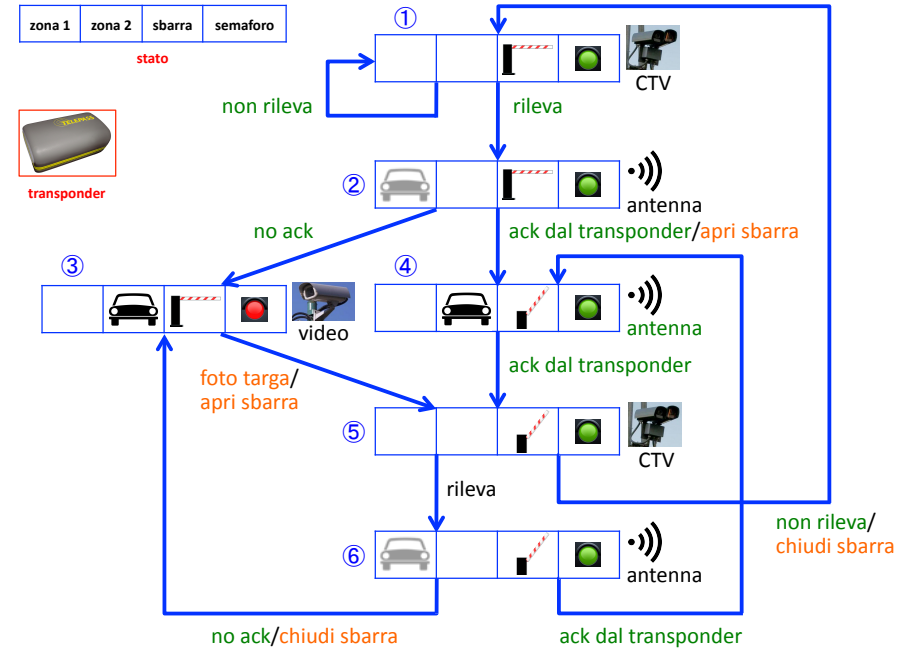 zona 1 zona 2 sbarra semaforo
stato
TELEPASS
transponder
①
CTV
non rileva
rileva
②
antenna
no ack
ack dal transponder/apri sbarra
③
④
video
antenna
foto targa/
apri sbarra
ack dal transponder
⑤
CTV
rileva
non rileva/
chiudi sbarra
⑥
antenna
no ack/chiudi sbarra
ack dal transponder